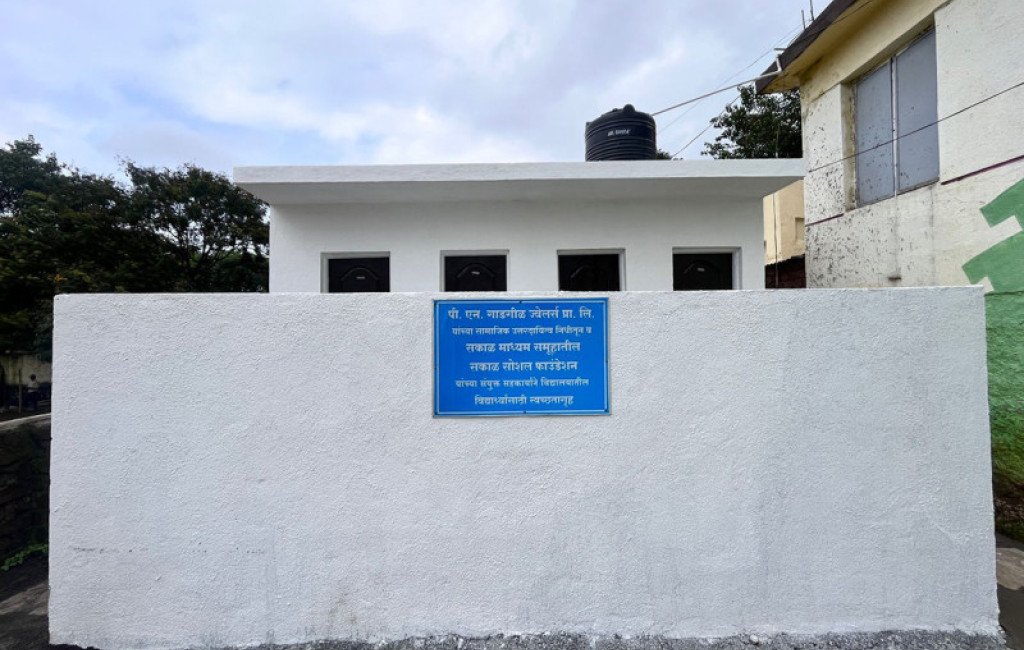 पी. एन. गाडगीळ ज्वेलर्स प्रा. लि.
यांच्या सामाजिक उत्तरदायित्व निधीतून व
सकाळ माध्यम समूहातील
सकाळ सोशल फाउंडेशन
यांच्या संयुक्त सहकार्याने विद्यालयातील
विद्यार्थ्यांसाठी स्वच्छतागृह